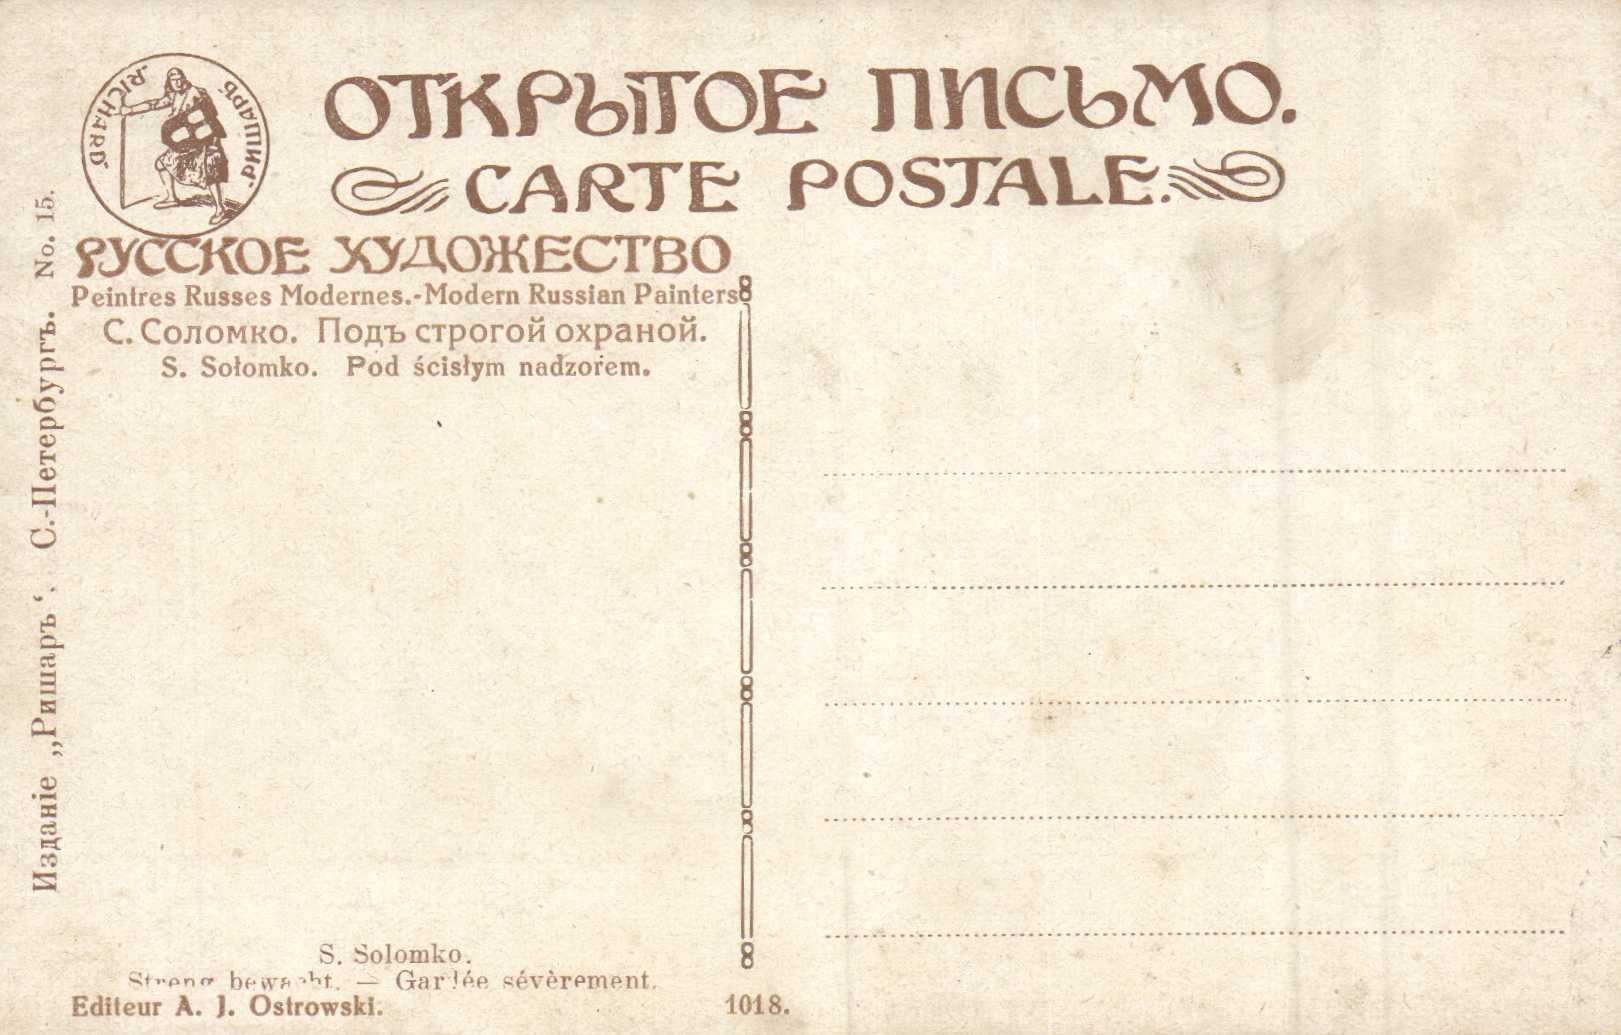 ОТКРЫТОЕ ПИСЬМО.
CARTE POSTALE.
„RICHARD“ „РИШАРЪ“
РУССКОЕ ХУДОЖЕСТВО
Peintres Russes Modernes.-Modern Russian Painters
С. Соломко. Подъ строгой охраной.
S. Sołomko. Pod ścisłym nadzorem.
Изданіе „Ришаръ‘. С.-Петербургъ. No. 15.
S. Solomko.
Streng bewacht. — Gardée sévèrement.
Editeur A. J. Ostrowski. 1018.